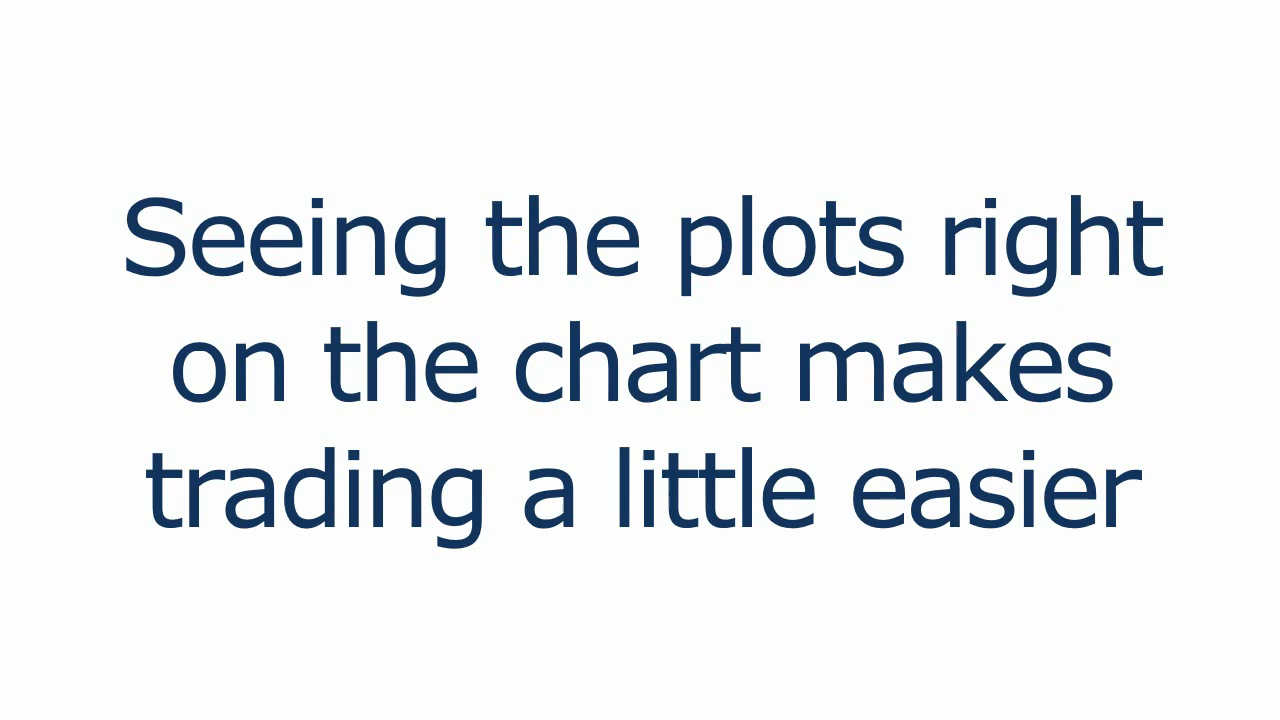 Seeing the plots right
on the chart makes
trading a little easier